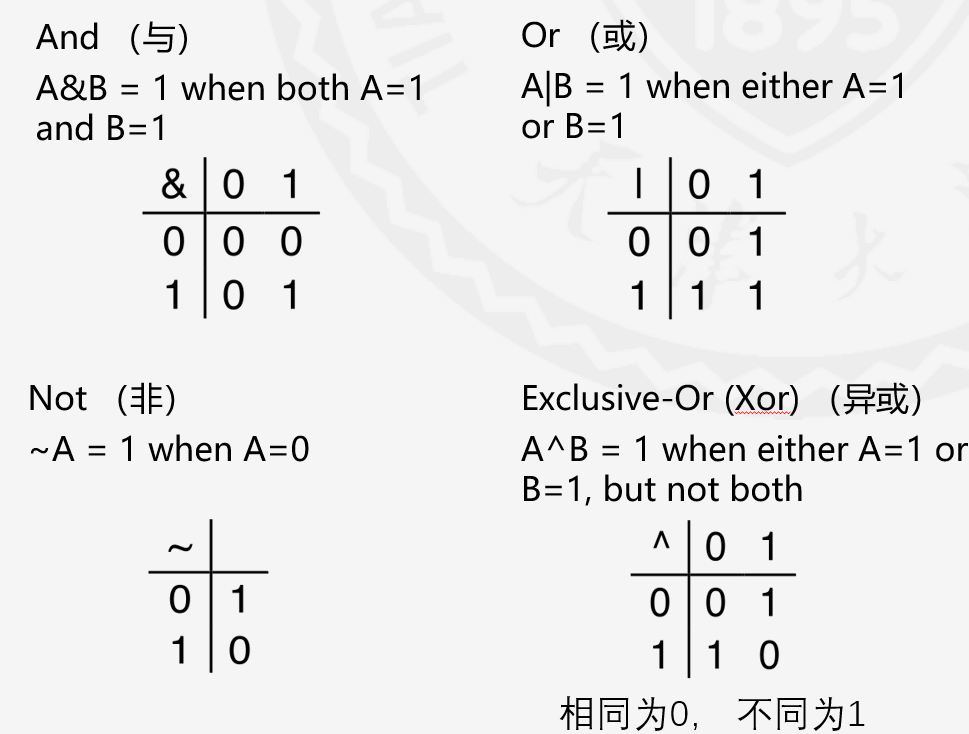 And （与）
A&B = 1 when both A=1
and B=1
& 0 1
0 0 0
1 0 1
Or （或）
A|B = 1 when either A=1
or B=1
| 0 1
0 0 1
1 1 1
Not （非）
~A = 1 when A=0
~
0 1
1 0
Exclusive-Or (Xor) （异或）
A^B = 1 when either A=1 or
B=1, but not both
^ 0 1
0 0 1
1 1 0
相同为0, 不同为1
1895